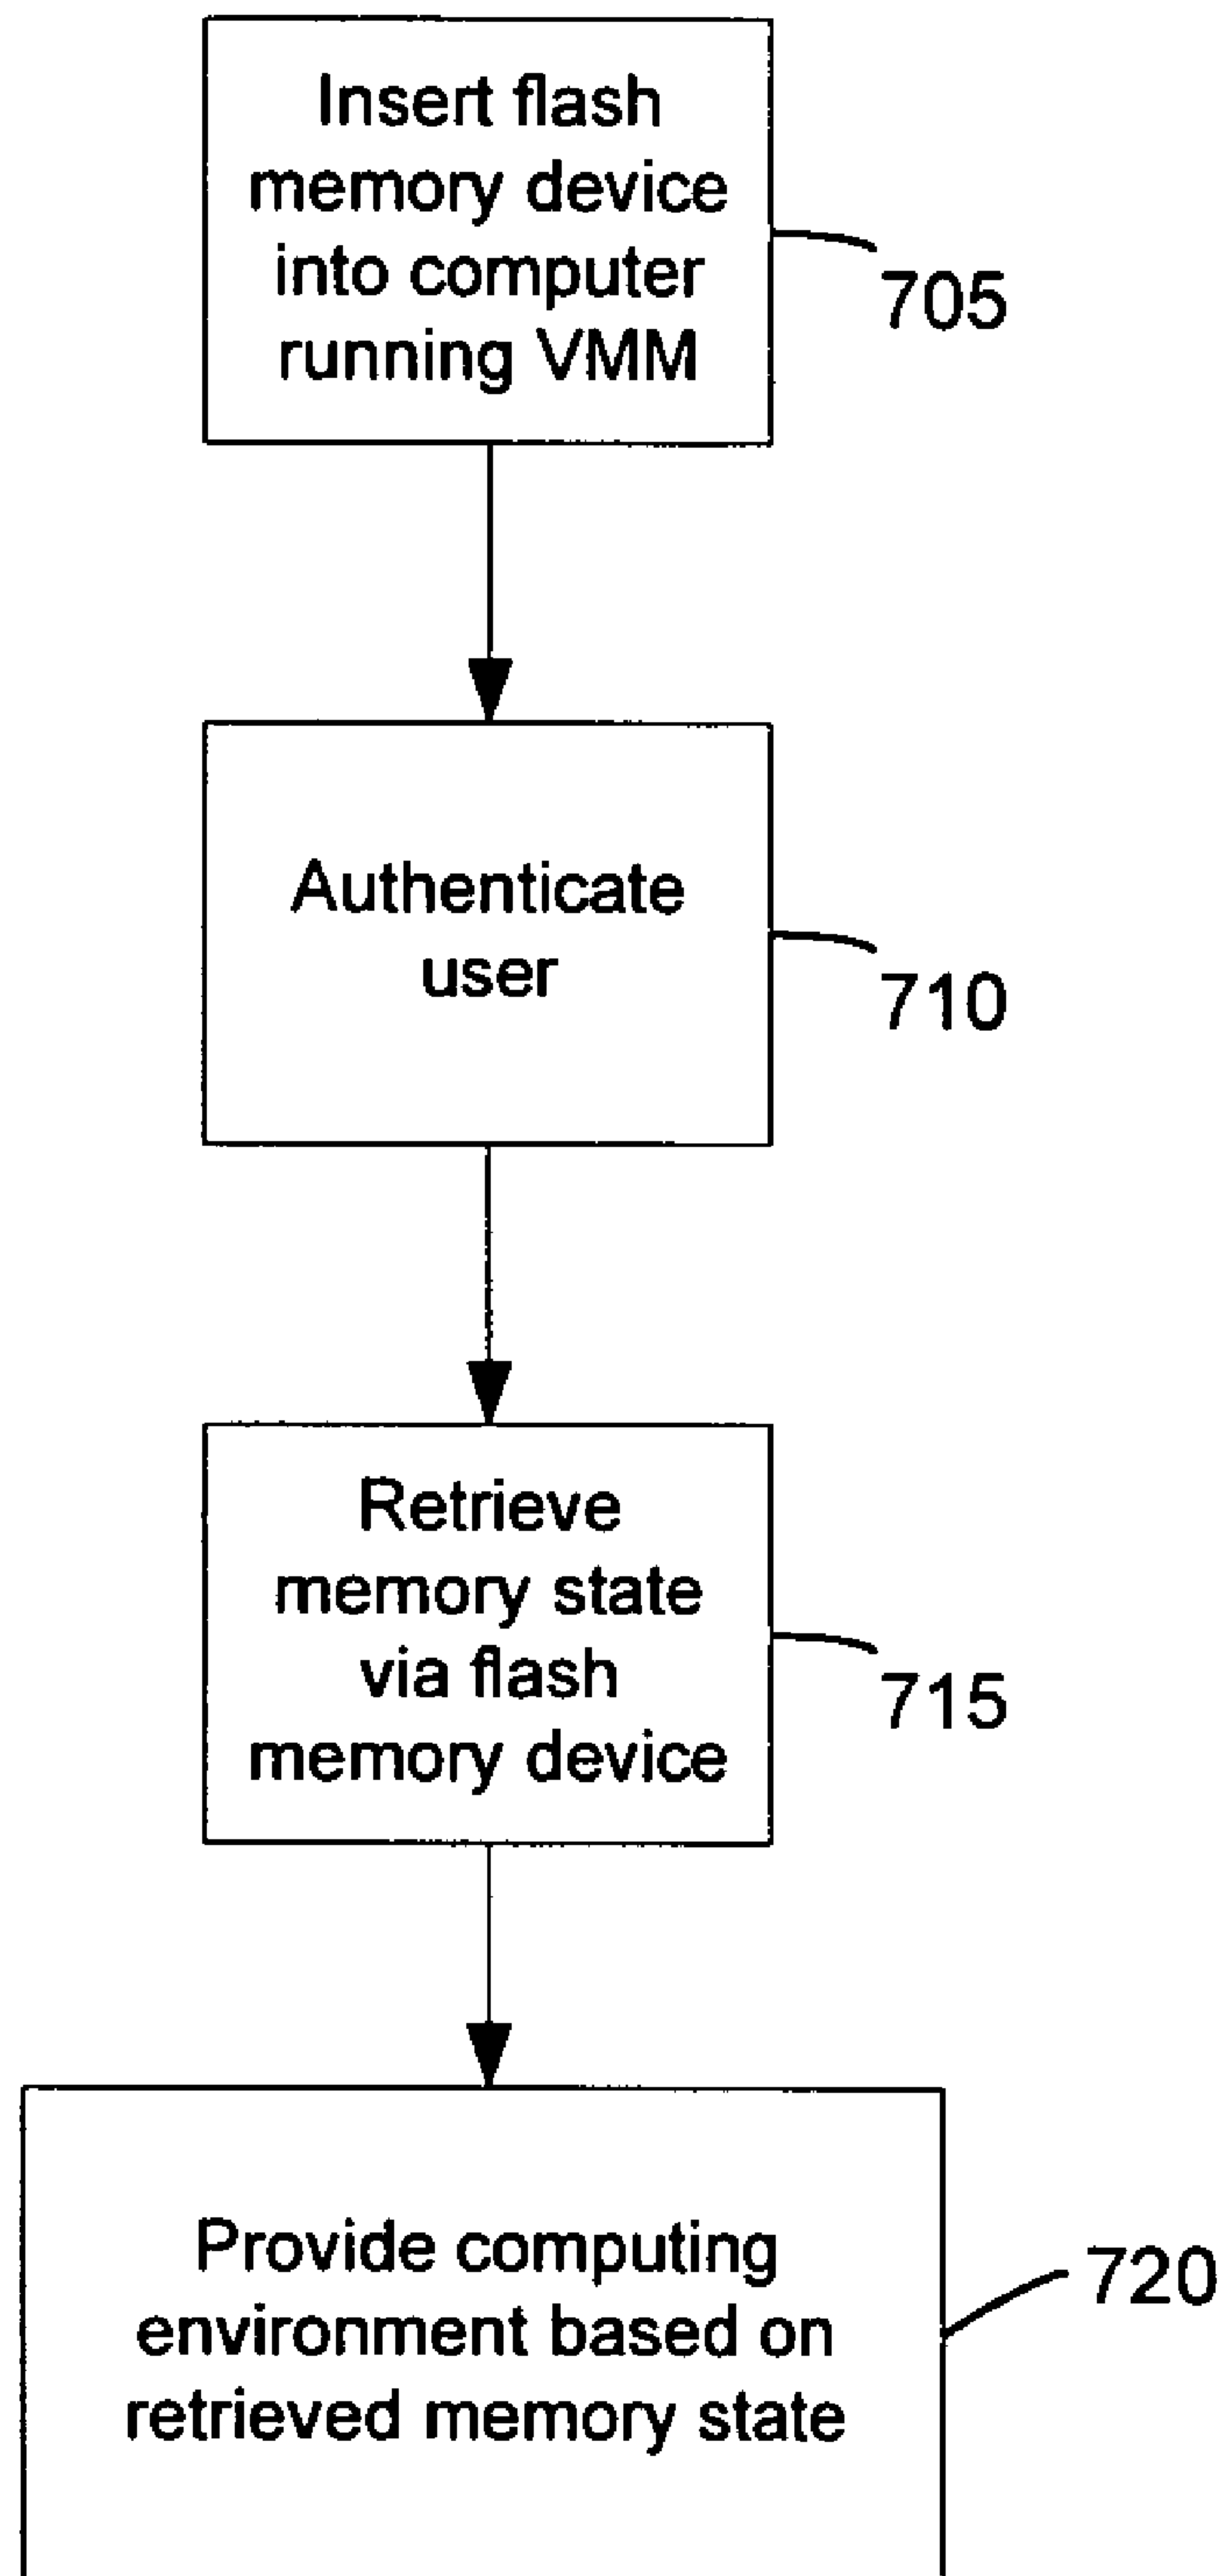 Insert flash
memory device
into computer
running VMM
705
Authenticate
user
710
Retrieve
memory state
via flash
memory device
715
Provide computing
environment based on
retrieved memory state
720